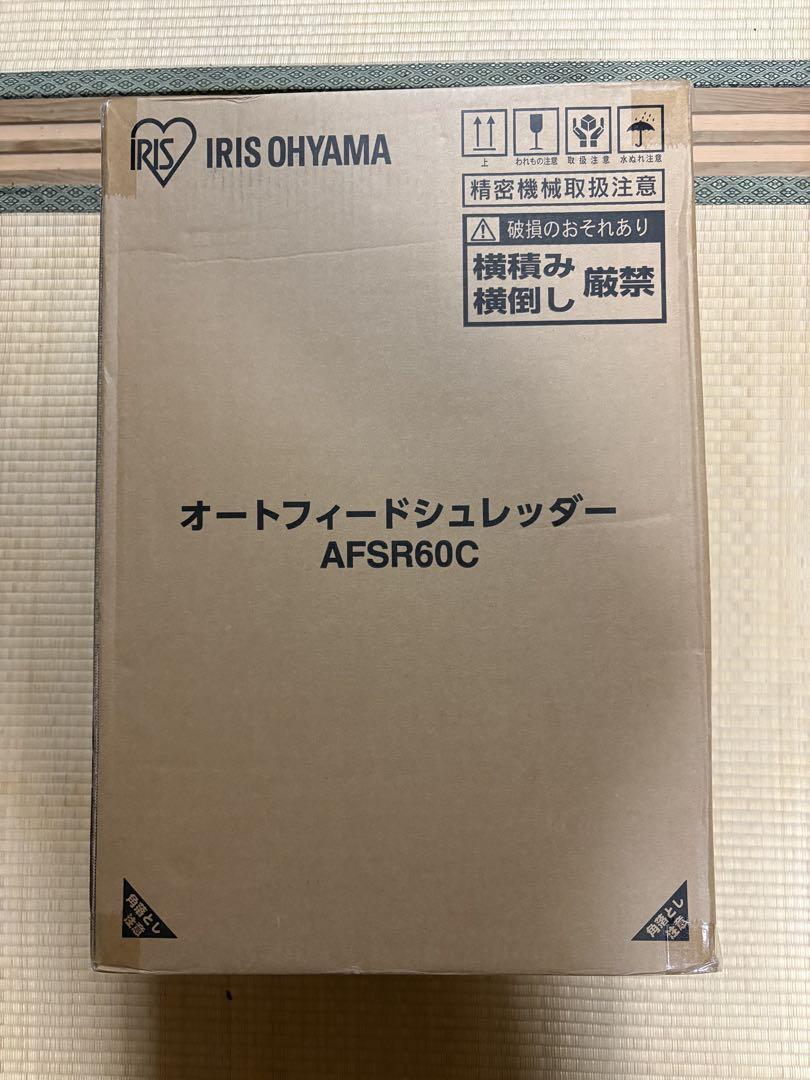 IRIS
IRIS OHYAMA
上
われもの注意
取扱注意
水ぬれ注意
精密機械取扱注意
破損のおそれあり
横積み
横倒し
厳禁
オートフィードシュレッダー
AFSR60C
角落とし
注意
角落とし
注意